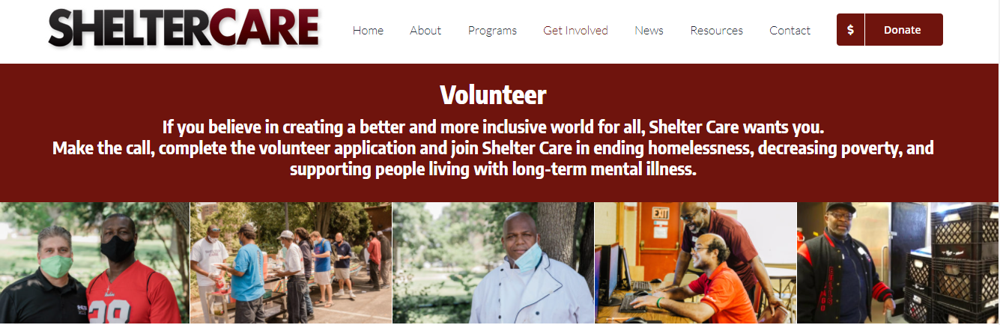 SHELTERCARE
Home About Programs Get Involved News Resources Contact $ Donate
Volunteer
If you believe in creating a better and more inclusive world for all, Shelter Care wants you.
Make the call, complete the volunteer application and join Shelter Care in ending homelessness, decreasing poverty, and
supporting people living with long-term mental illness.
EXIT
28